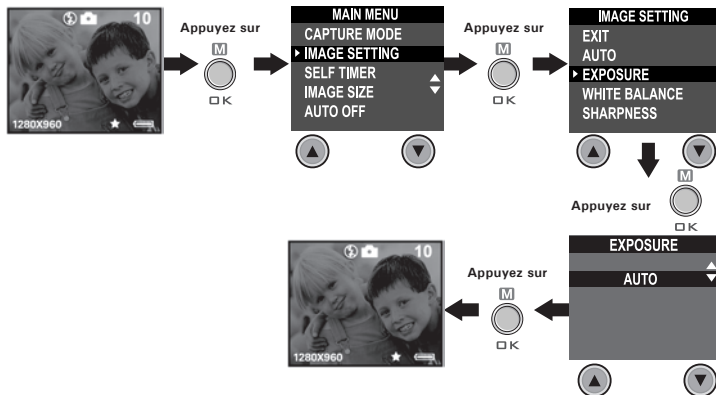 10
1280X960
Appuyez sur
M
OK
MAIN MENU
CAPTURE MODE
IMAGE SETTING
SELF TIMER
IMAGE SIZE
AUTO OFF
Appuyez sur
M
OK
IMAGE SETTING
EXIT
AUTO
EXPOSURE
WHITE BALANCE
SHARPNESS
Appuyez sur
M
OK
EXPOSURE
AUTO
Appuyez sur
M
OK
10
1280X960